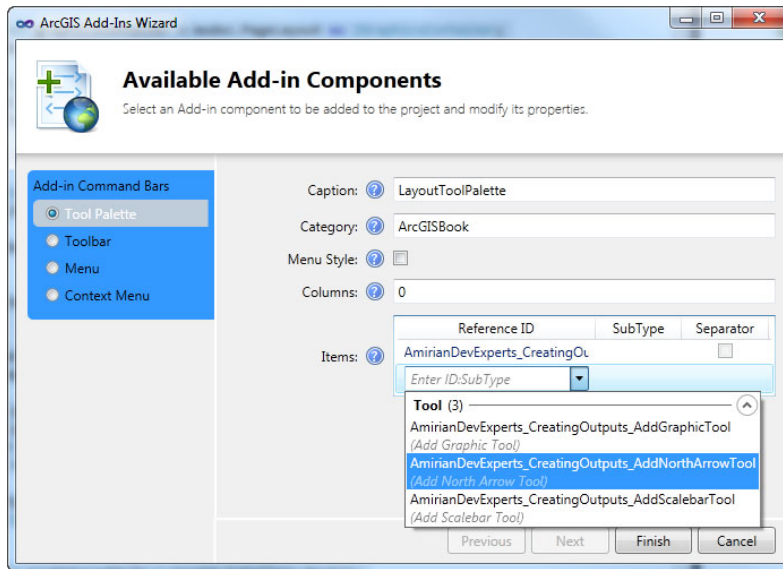 ArcGIS Add-Ins Wizard
Available Add-in Components
Select an Add-in component to be added to the project and modify its properties.
Add-in Command Bars
Tool Palette
Toolbar
Menu
Context Menu
Caption: LayoutToolPalette
Category: ArcGISBook
Menu Style:
Columns: 0
Items:
Reference ID SubType Separator
AmirianDevExperts_CreatingOu
Enter ID:SubType
Tool (3)
AmirianDevExperts_CreatingOutputs_AddGraphicTool
(Add Graphic Tool)
AmirianDevExperts_CreatingOutputs_AddNorthArrowTool
(Add North Arrow Tool)
AmirianDevExperts_CreatingOutputs_AddScalebarTool
(Add Scalebar Tool)
Previous Next Finish Cancel